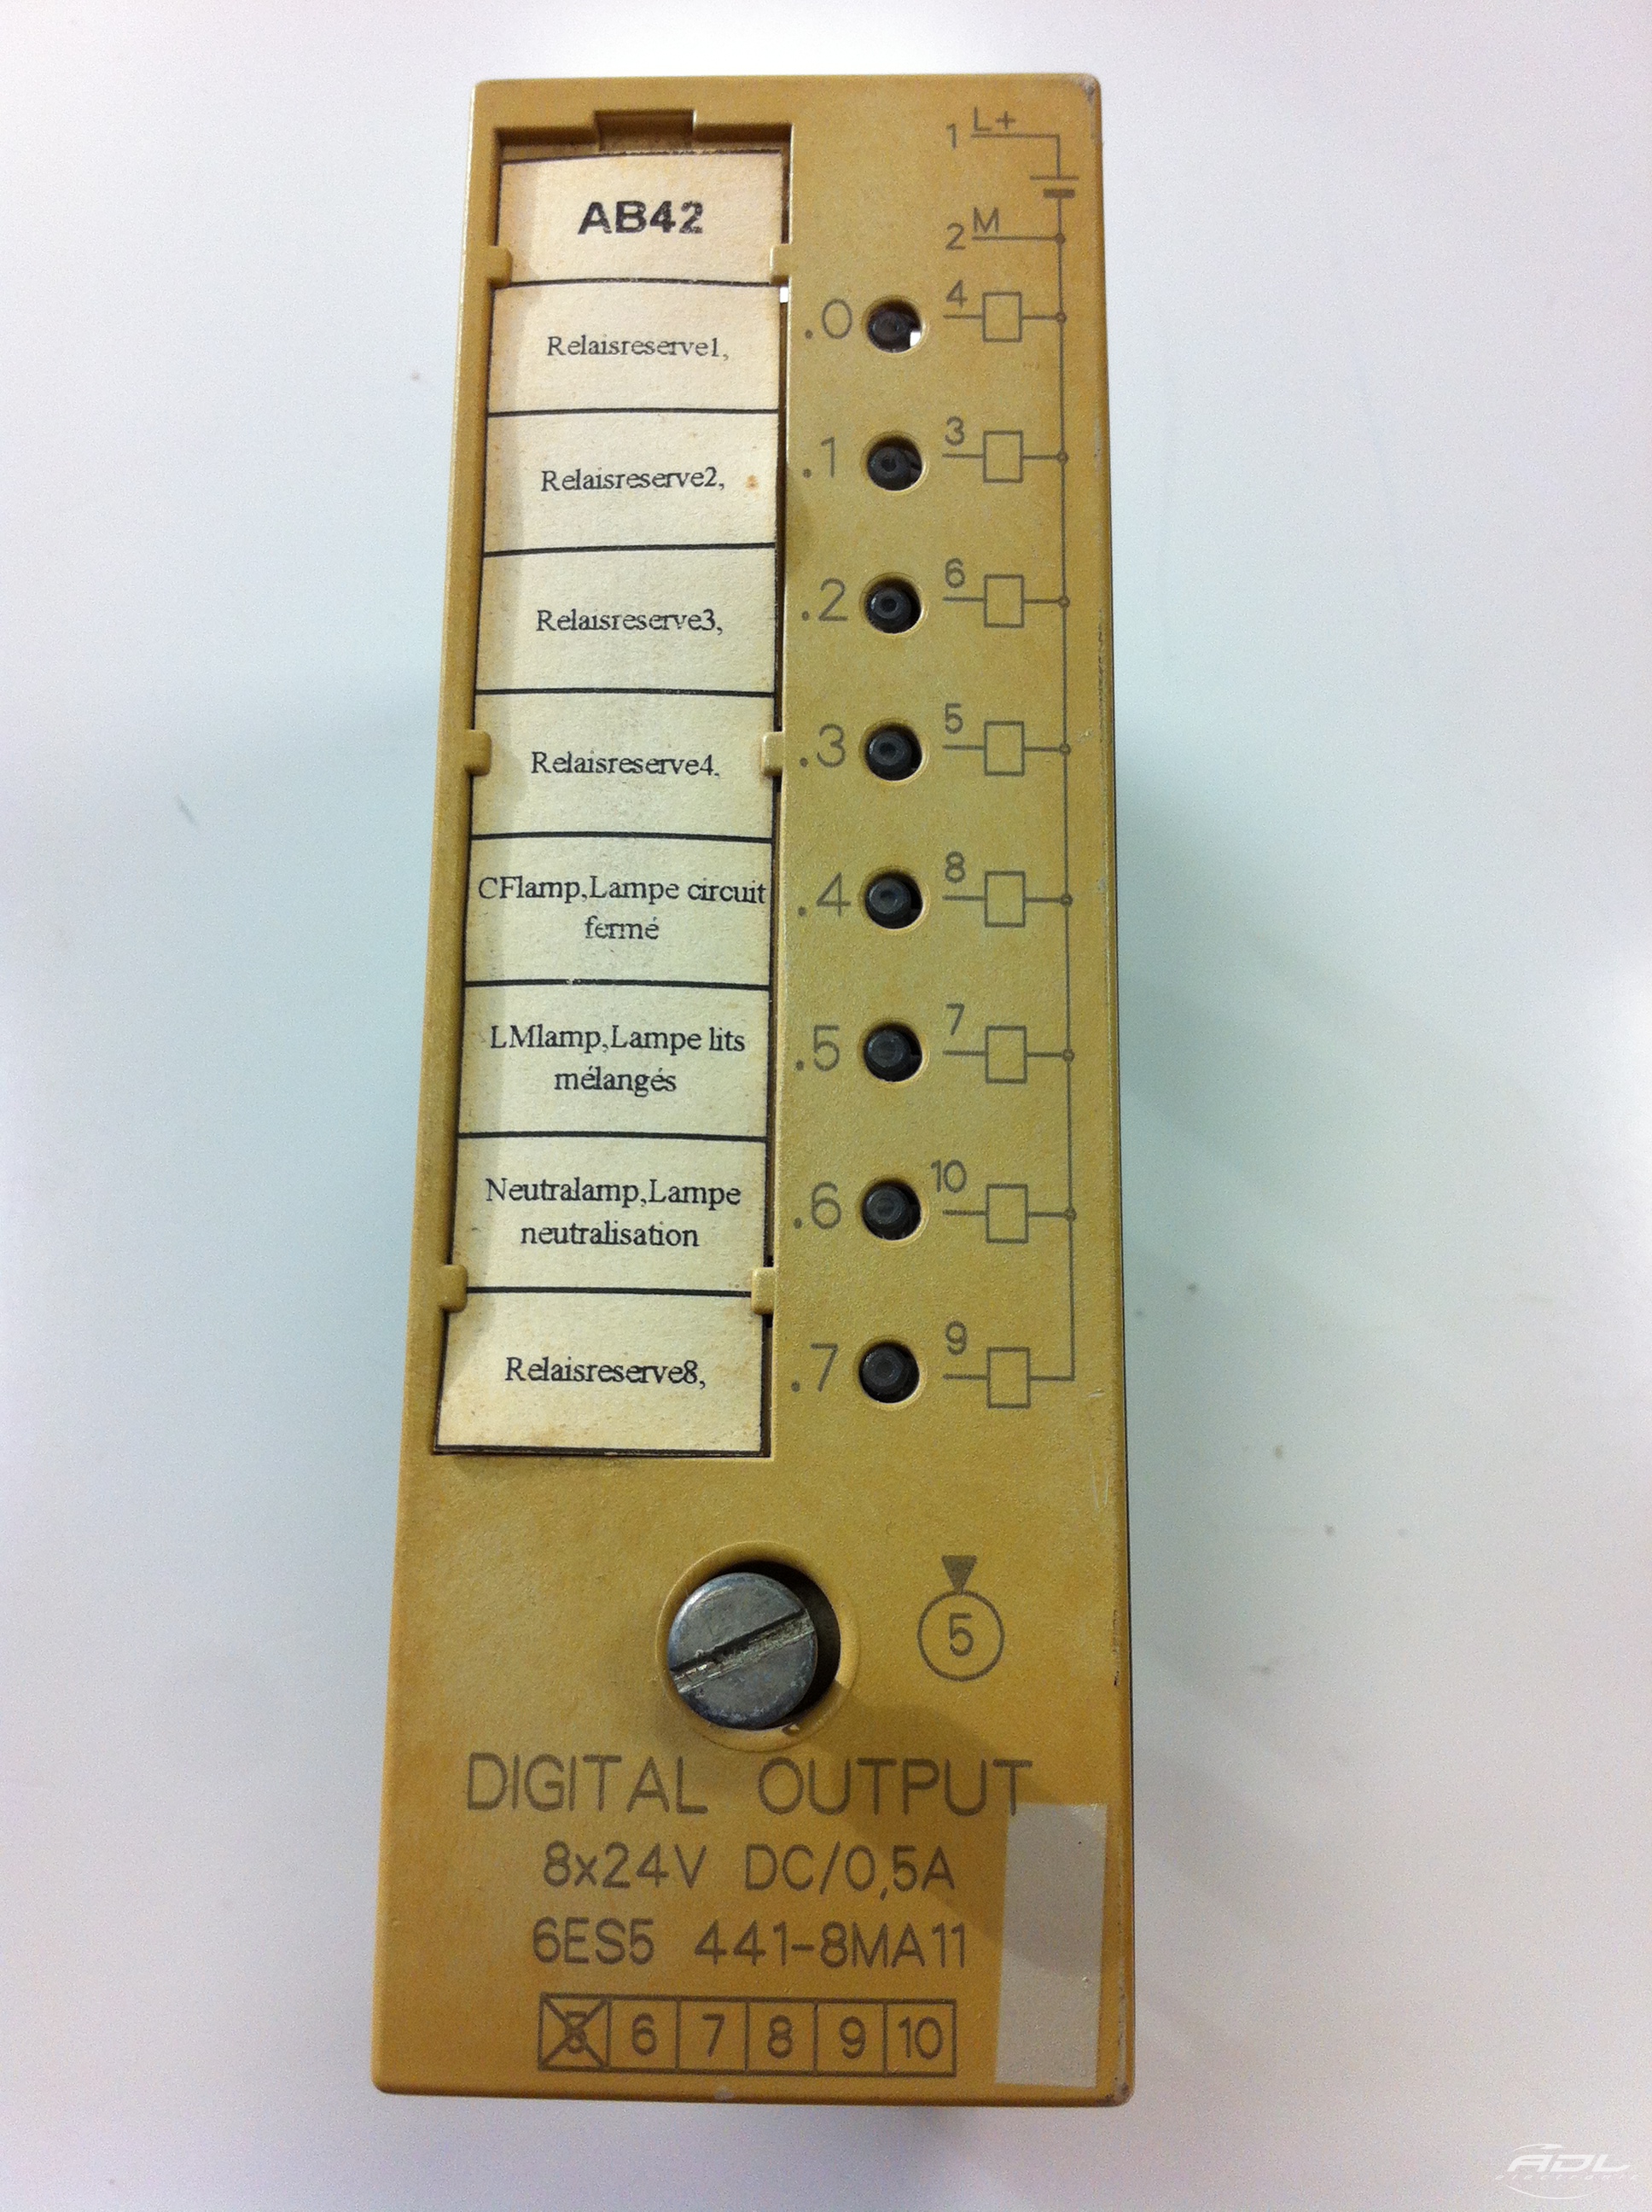 AB42
Relaisreserve1,
Relaisreserve2,
Relaisreserve3,
Relaisreserve4.
CFlamp,Lampe circuit
fermé
LMlamp,Lampe lits
mélangés
Neutralamp,Lampe
neutralisation
Relaisreserve8,
1 L+
2 M
.0 4
.1 3
.2 6
.3 5
.4 8
.5 7
.6 10
.7 9
5
DIGITAL OUTPUT
8x24V DC/0,5A
6ES5 441-8MA11
5 6 7 8 9 10
ADL
electronic